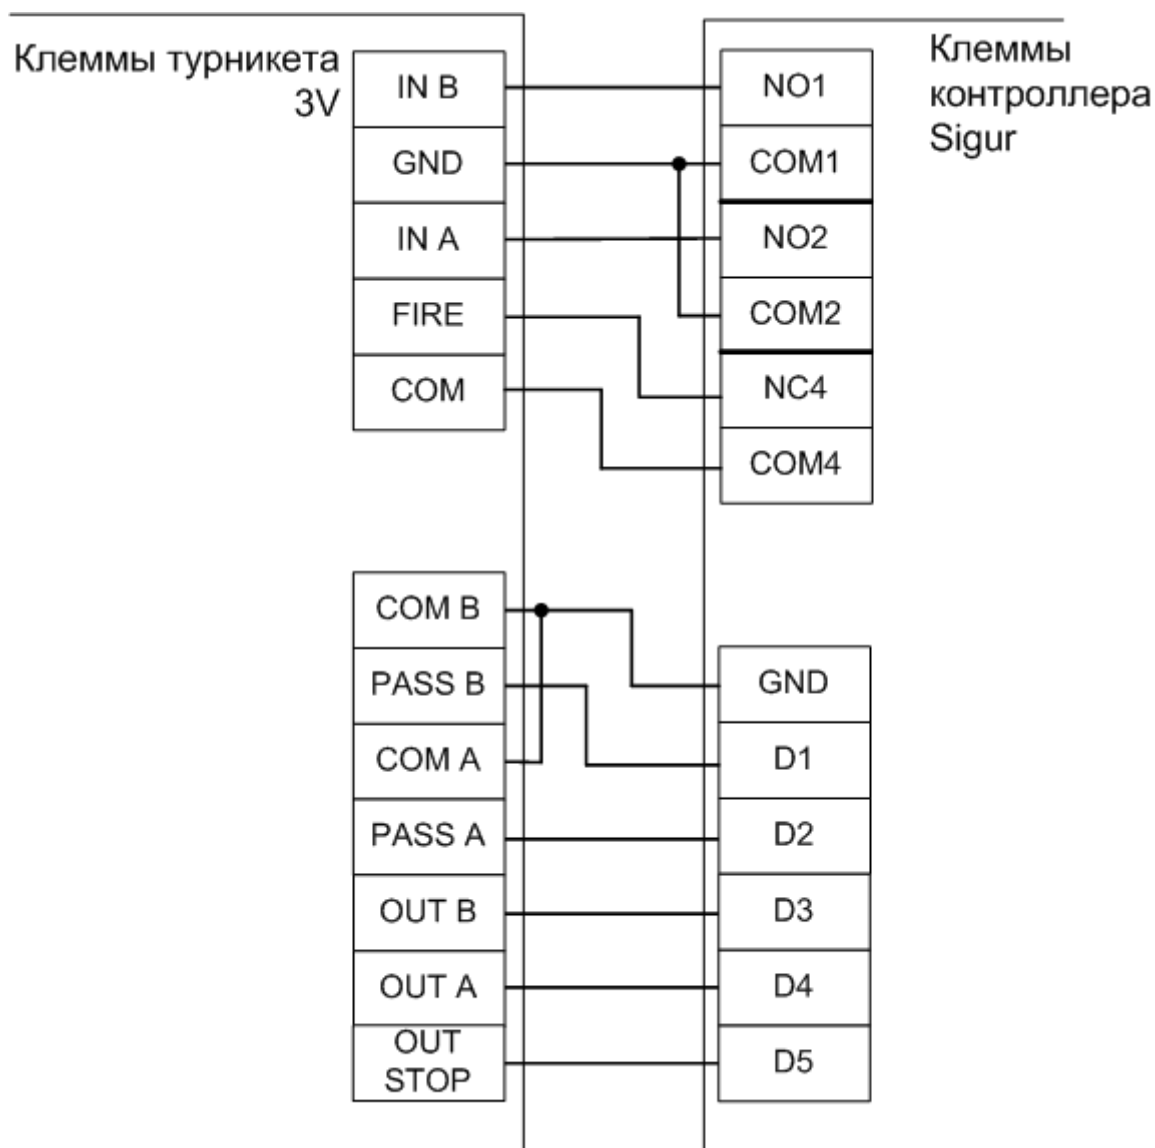 Клеммы турникета
3V
IN B
GND
IN A
FIRE
COM
COM B
PASS B
COM A
PASS A
OUT B
OUT A
OUT
STOP
Клеммы
контроллера
Sigur
NO1
COM1
NO2
COM2
NC4
COM4
GND
D1
D2
D3
D4
D5